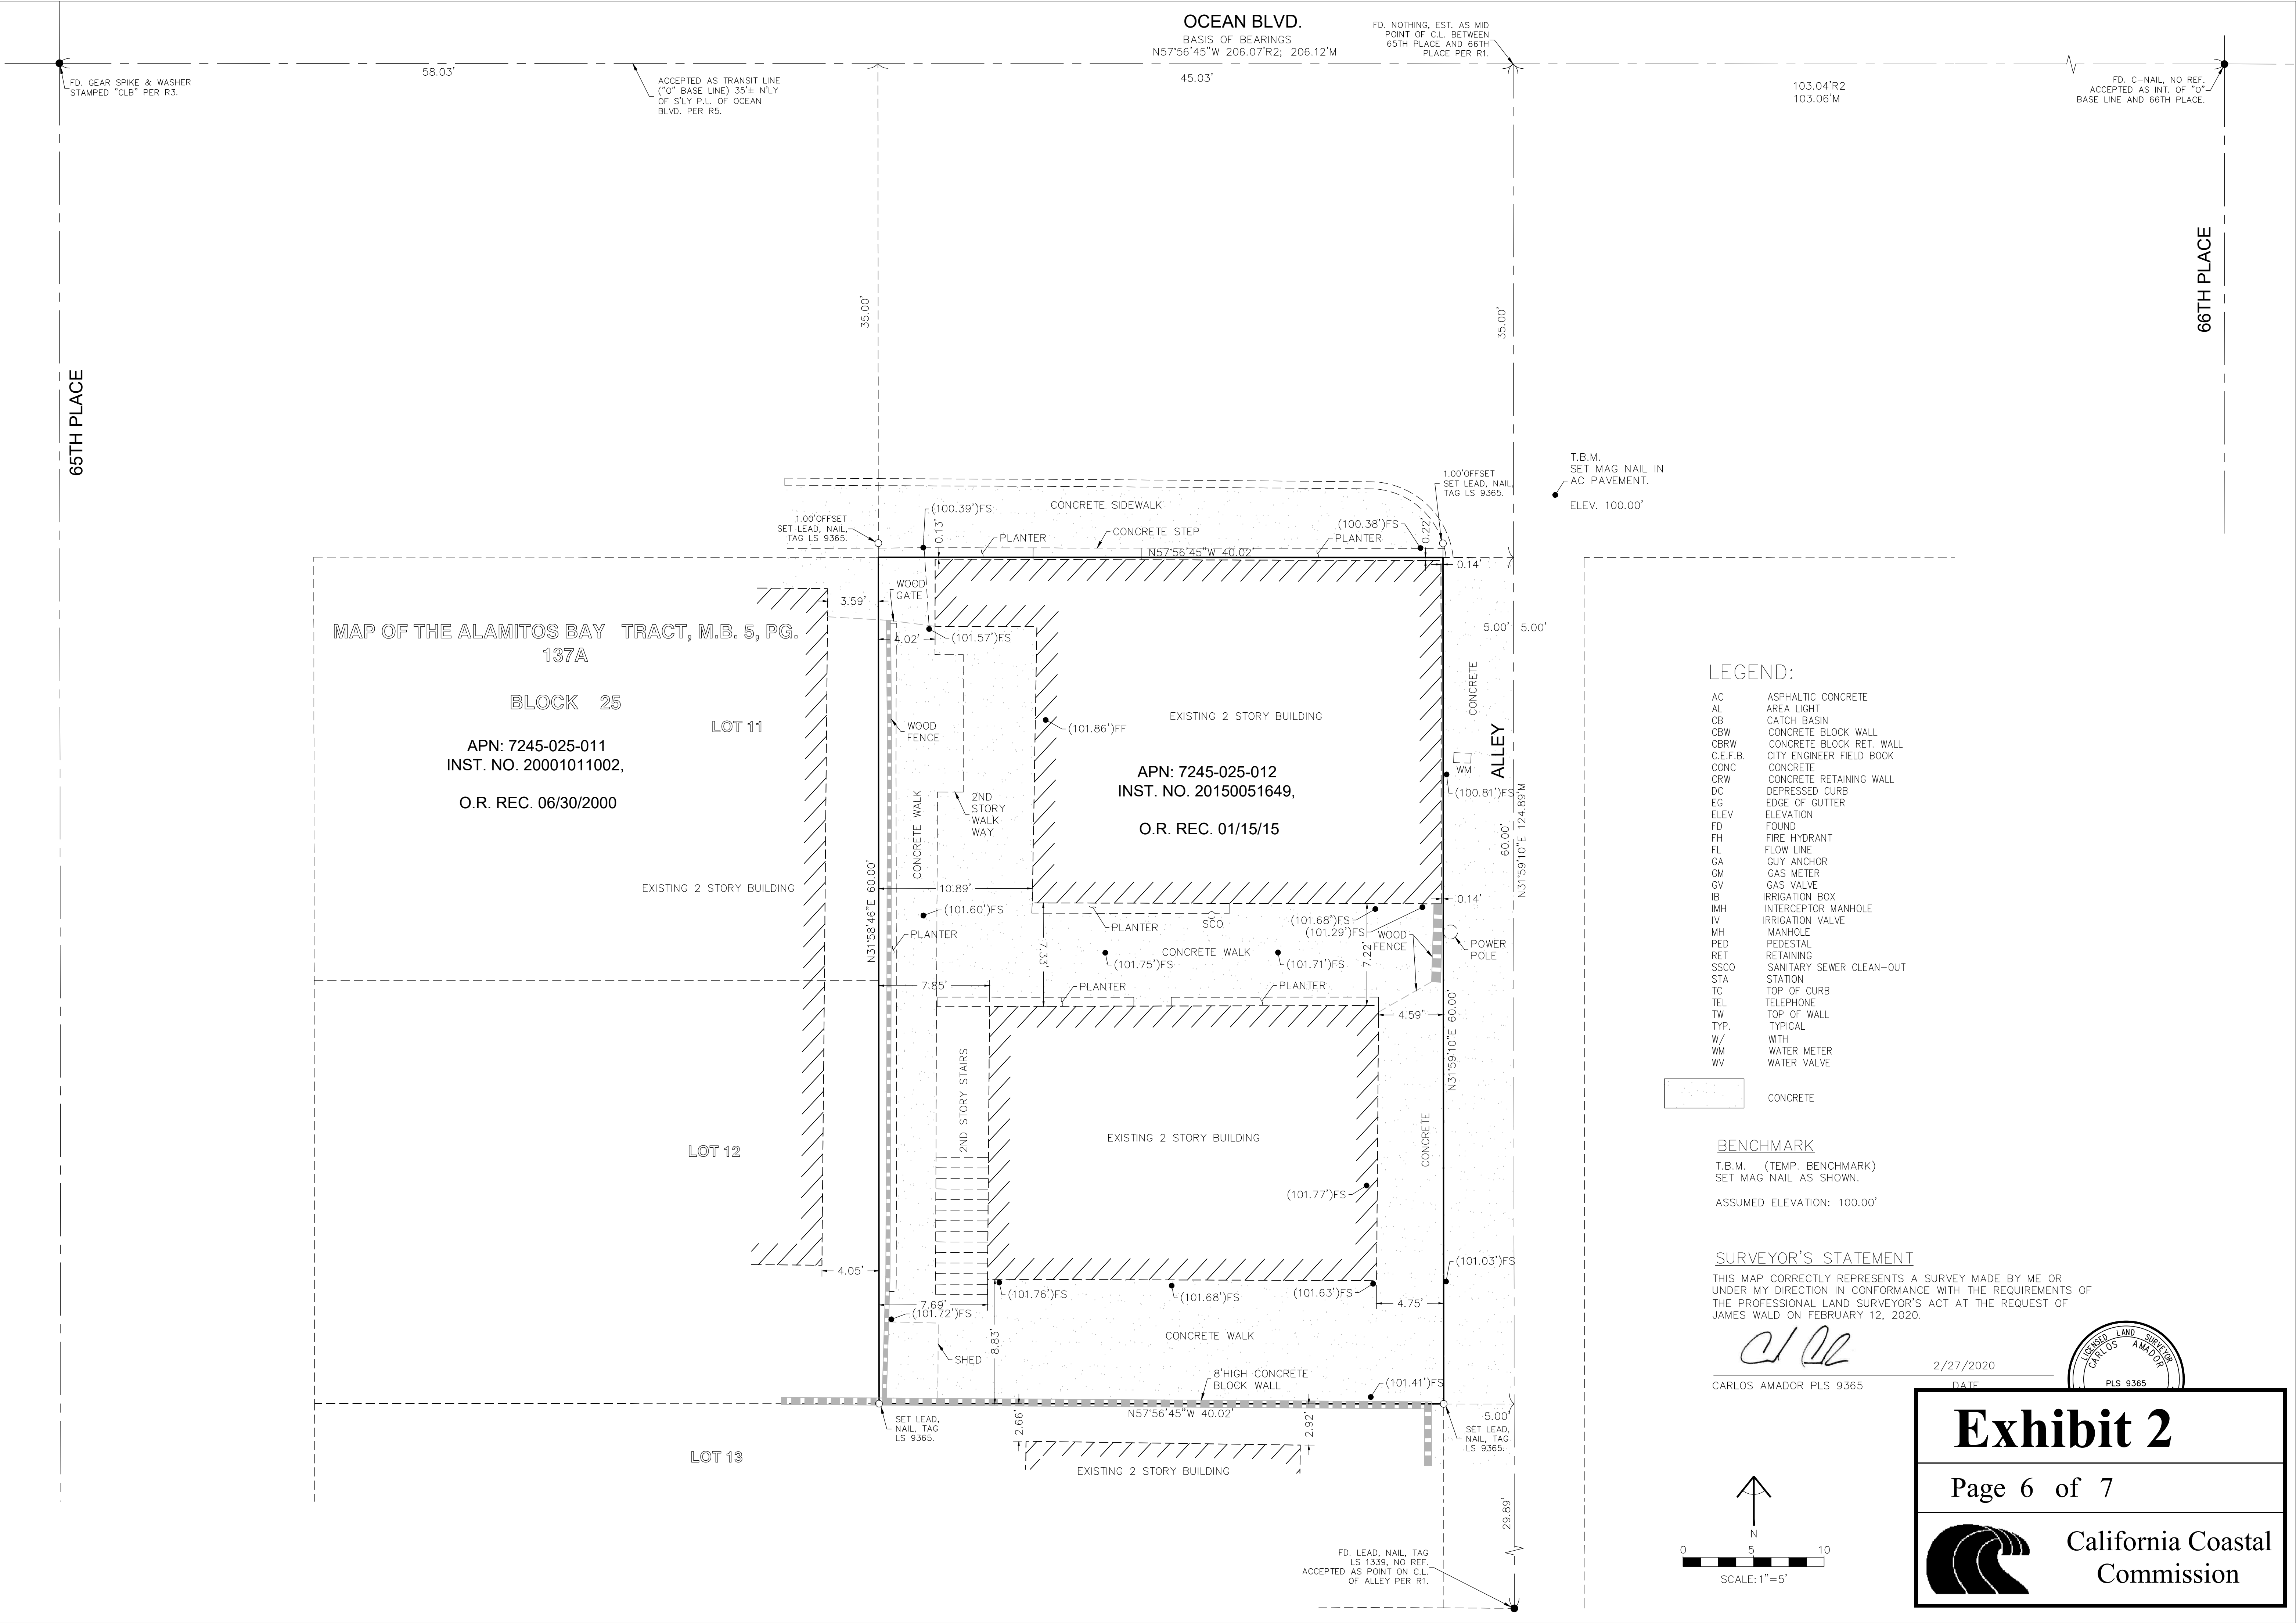 OCEAN BLVD.
BASIS OF BEARINGS
N57°56'45"W 206.07'R2; 206.12'M
FD. NOTHING, EST. AS MID
POINT OF C.L. BETWEEN
65TH PLACE AND 66TH
PLACE PER R1.
58.03'
45.03'
103.04'R2
103.06'M
FD. GEAR SPIKE & WASHER
STAMPED "CLB" PER R3.
ACCEPTED AS TRANSIT LINE
("0" BASE LINE) 35'± N'LY
OF S'LY P.L. OF OCEAN
BLVD. PER R5.
FD. C-NAIL, NO REF.
ACCEPTED AS INT. OF "0"
BASE LINE AND 66TH PLACE.
65TH PLACE
35.00'
35.00'
66TH PLACE
T.B.M.
SET MAG NAIL IN
AC PAVEMENT.
ELEV. 100.00'
1.00'OFFSET
SET LEAD, NAIL,
TAG LS 9365.
1.00'OFFSET
SET LEAD, NAIL,
TAG LS 9365.
(100.39')FS
0.13'
CONCRETE SIDEWALK
CONCRETE STEP
PLANTER
(100.38')FS
PLANTER
0.22'
N57°56'45"W 40.02'
0.14'
WOOD
GATE
3.59'
4.02'
(101.57')FS
5.00'
5.00'
MAP OF THE ALAMITOS BAY TRACT, M.B. 5, PG.
137A
BLOCK 25
LOT 11
APN: 7245-025-011
INST. NO. 20001011002,
O.R. REC. 06/30/2000
EXISTING 2 STORY BUILDING
WOOD
FENCE
CONCRETE WALK
2ND
STORY
WALK
WAY
(101.86')FF
EXISTING 2 STORY BUILDING
APN: 7245-025-012
INST. NO. 20150051649,
O.R. REC. 01/15/15
CONCRETE
ALLEY
WM
(100.81')FS
60.00'
N31°59'10"E 124.89'M
N31°58'46"E 60.00'
10.89'
0.14'
(101.60')FS
PLANTER
PLANTER
SCO
(101.68')FS
(101.29')FS
WOOD
FENCE
POWER
POLE
7.33'
CONCRETE WALK
7.22'
(101.75')FS
(101.71')FS
7.85'
PLANTER
PLANTER
4.59'
N31°59'10"E 60.00'
2ND STORY STAIRS
EXISTING 2 STORY BUILDING
CONCRETE
LOT 12
(101.77')FS
4.05'
(101.03')FS
7.69'
(101.76')FS
(101.68')FS
(101.63')FS
4.75'
(101.72')FS
8.83'
CONCRETE WALK
SHED
8'HIGH CONCRETE
BLOCK WALL
(101.41')FS
N57°56'45"W 40.02'
SET LEAD,
NAIL, TAG
LS 9365.
2.66'
2.92'
5.00'
SET LEAD,
NAIL, TAG
LS 9365.
LOT 13
EXISTING 2 STORY BUILDING
29.89'
FD. LEAD, NAIL, TAG
LS 1339, NO REF.
ACCEPTED AS POINT ON C.L.
OF ALLEY PER R1.
LEGEND:
AC ASPHALTIC CONCRETE
AL AREA LIGHT
CB CATCH BASIN
CBW CONCRETE BLOCK WALL
CBRW CONCRETE BLOCK RET. WALL
C.E.F.B. CITY ENGINEER FIELD BOOK
CONC CONCRETE
CRW CONCRETE RETAINING WALL
DC DEPRESSED CURB
EG EDGE OF GUTTER
ELEV ELEVATION
FD FOUND
FH FIRE HYDRANT
FL FLOW LINE
GA GUY ANCHOR
GM GAS METER
GV GAS VALVE
IB IRRIGATION BOX
IMH INTERCEPTOR MANHOLE
IV IRRIGATION VALVE
MH MANHOLE
PED PEDESTAL
RET RETAINING
SSCO SANITARY SEWER CLEAN-OUT
STA STATION
TC TOP OF CURB
TEL TELEPHONE
TW TOP OF WALL
TYP. TYPICAL
W/ WITH
WM WATER METER
WV WATER VALVE
CONCRETE
BENCHMARK
T.B.M. (TEMP. BENCHMARK)
SET MAG NAIL AS SHOWN.
ASSUMED ELEVATION: 100.00'
SURVEYOR'S STATEMENT
THIS MAP CORRECTLY REPRESENTS A SURVEY MADE BY ME OR
UNDER MY DIRECTION IN CONFORMANCE WITH THE REQUIREMENTS OF
THE PROFESSIONAL LAND SURVEYOR'S ACT AT THE REQUEST OF
JAMES WALD ON FEBRUARY 12, 2020.
2/27/2020
CARLOS AMADOR PLS 9365 DATE
LICENSED LAND SURVEYOR
CARLOS AMADOR
PLS 9365
N
0 5 10
SCALE: 1"=5'
Exhibit 2
Page 6 of 7
California Coastal
Commission